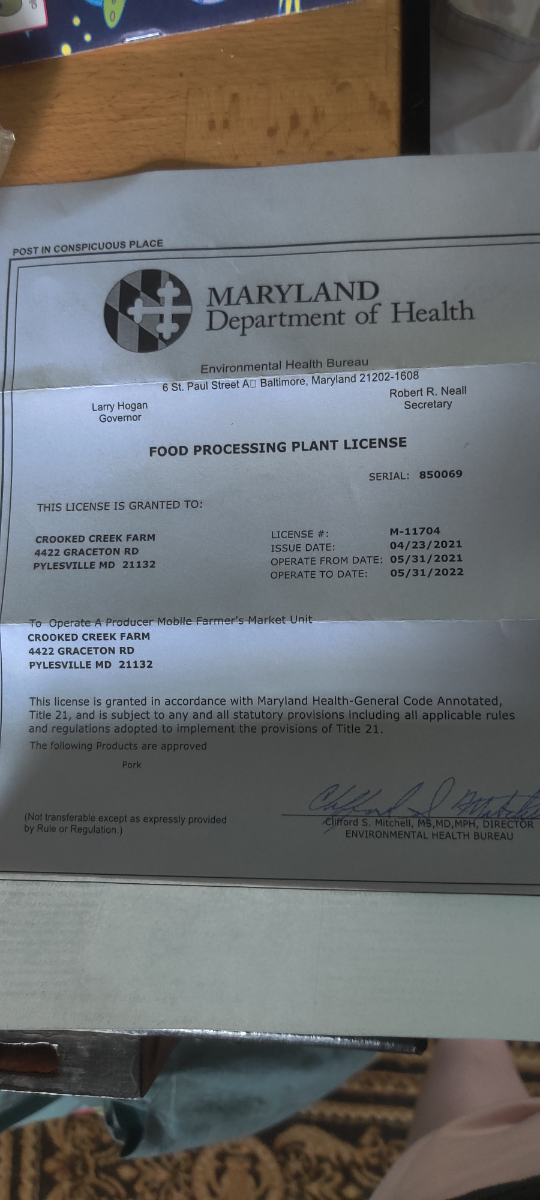 POST IN CONSPICUOUS PLACE
MARYLAND
Department of Health
Environmental Health Bureau
6 St. Paul Street A□ Baltimore, Maryland 21202-1608
Larry Hogan
Governor
Robert R. Neall
Secretary
FOOD PROCESSING PLANT LICENSE
SERIAL: 850069
THIS LICENSE IS GRANTED TO:
CROOKED CREEK FARM
4422 GRACETON RD
PYLESVILLE MD 21132
LICENSE #: M-11704
ISSUE DATE: 04/23/2021
OPERATE FROM DATE: 05/31/2021
OPERATE TO DATE: 05/31/2022
To Operate A Producer Mobile Farmer's Market Unit
CROOKED CREEK FARM
4422 GRACETON RD
PYLESVILLE MD 21132
This license is granted in accordance with Maryland Health-General Code Annotated,
Title 21, and is subject to any and all statutory provisions including all applicable rules
and regulations adopted to implement the provisions of Title 21.
The following Products are approved
Pork
(Not transferable except as expressly provided
by Rule or Regulation.)
Clifford S. Mitchell, MS,MD,MPH, DIRECTOR
ENVIRONMENTAL HEALTH BUREAU